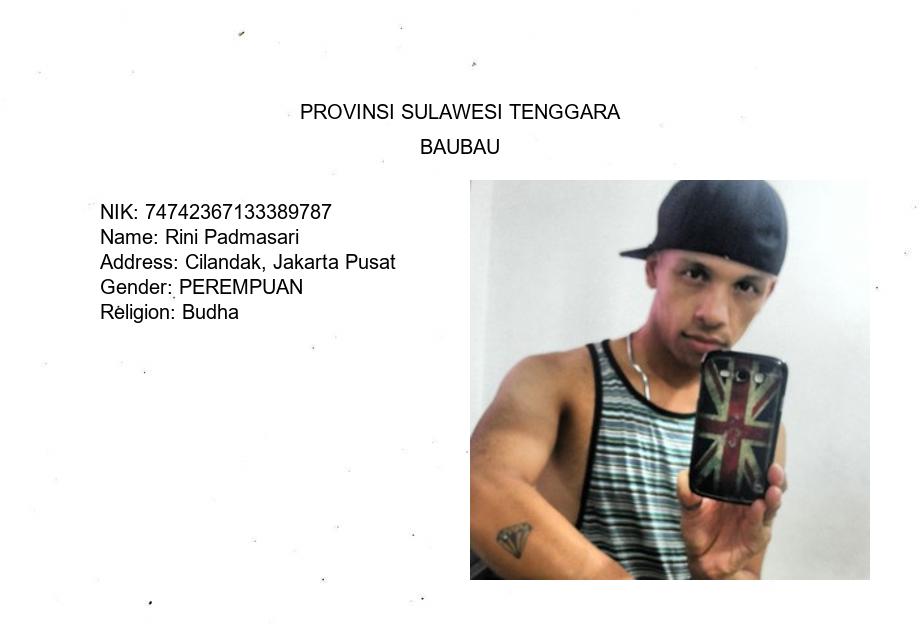 PROVINSI SULAWESI TENGGARA
BAUBAU
NIK: 74742367133389787
Name: Rini Padmasari
Address: Cilandak, Jakarta Pusat
Gender: PEREMPUAN
Religion: Budha